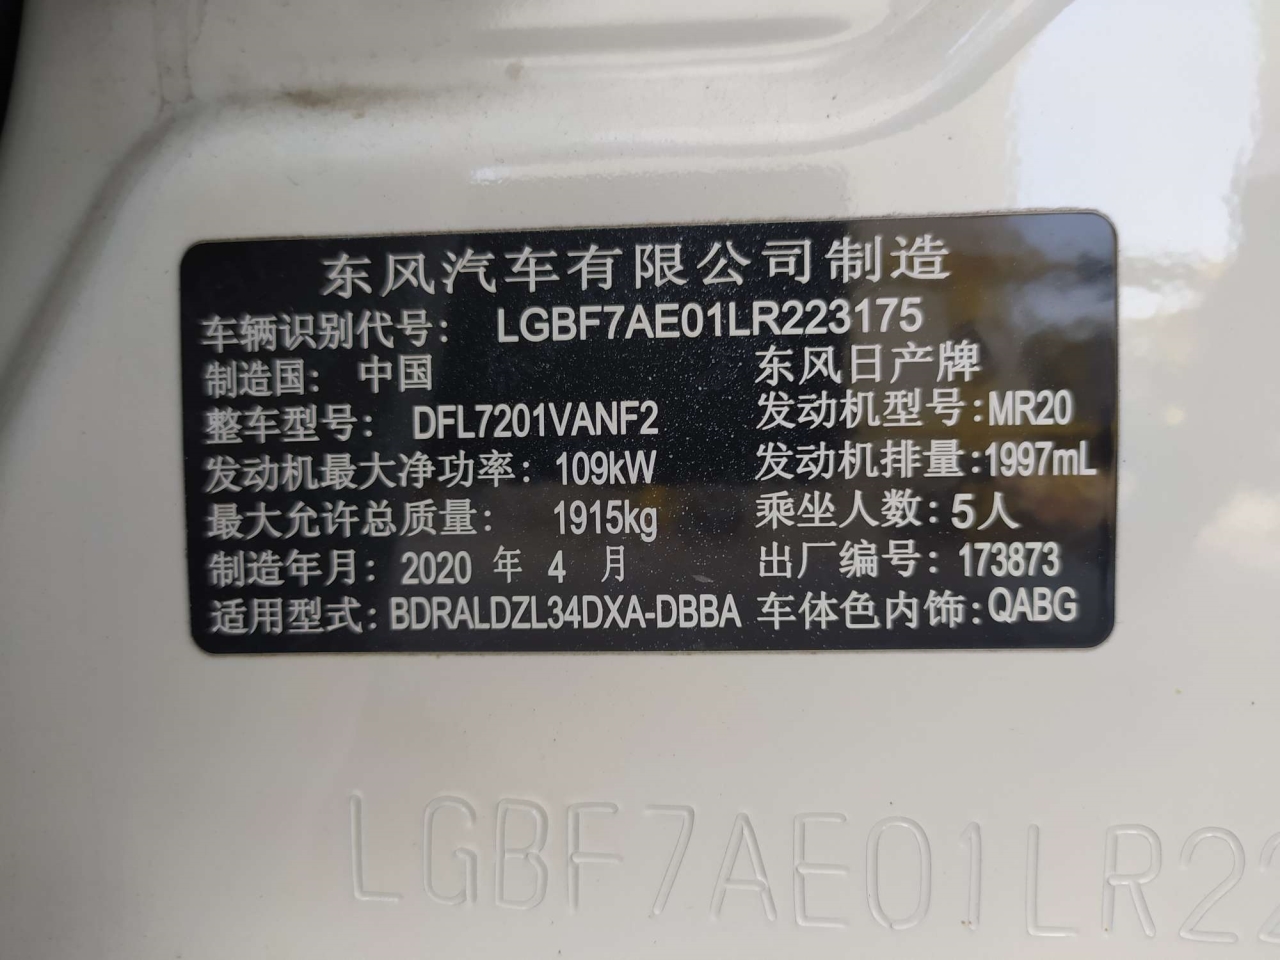 东风汽车有限公司制造
车辆识别代号: LGBF7AE01LR223175
制造国: 中国 东风日产牌
整车型号: DFL7201VANF2 发动机型号:MR20
发动机最大净功率: 109kW 发动机排量:1997mL
最大允许总质量: 1915kg 乘坐人数:5人
制造年月: 2020 年 4 月 出厂编号: 173873
适用型式: BDRALDZL34DXA-DBBA 车体色内饰:QABG
LGBF7AE01LR22